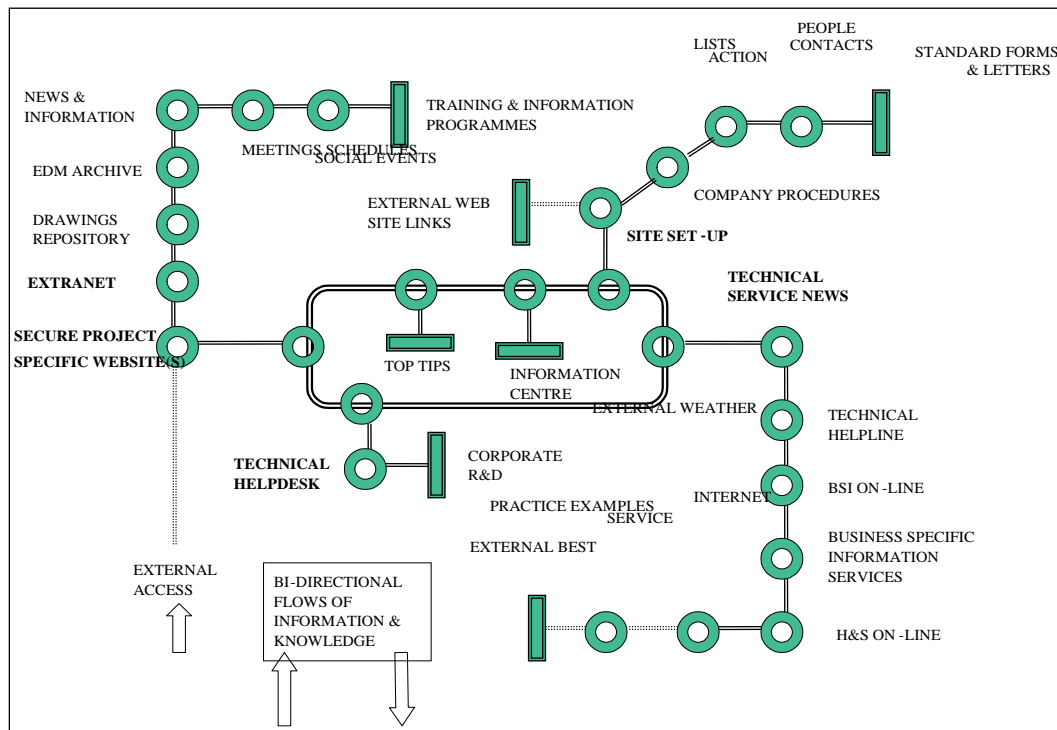 PEOPLE
CONTACTS
LISTS
ACTION
STANDARD FORMS
& LETTERS
NEWS &
INFORMATION
TRAINING & INFORMATION
PROGRAMMES
MEETINGS SCHEDULES
SOCIAL EVENTS
EDM ARCHIVE
COMPANY PROCEDURES
EXTERNAL WEB
SITE LINKS
DRAWINGS
REPOSITORY
SITE SET -UP
EXTRANET
TECHNICAL
SERVICE NEWS
SECURE PROJECT
SPECIFIC WEBSITE(S)
TOP TIPS
INFORMATION
CENTRE
EXTERNAL WEATHER
TECHNICAL
HELPLINE
TECHNICAL
HELPDESK
CORPORATE
R&D
INTERNET
BSI ON -LINE
PRACTICE EXAMPLES
SERVICE
EXTERNAL BEST
BUSINESS SPECIFIC
INFORMATION
SERVICES
EXTERNAL
ACCESS
BI-DIRECTIONAL
FLOWS OF
INFORMATION &
KNOWLEDGE
H&S ON -LINE